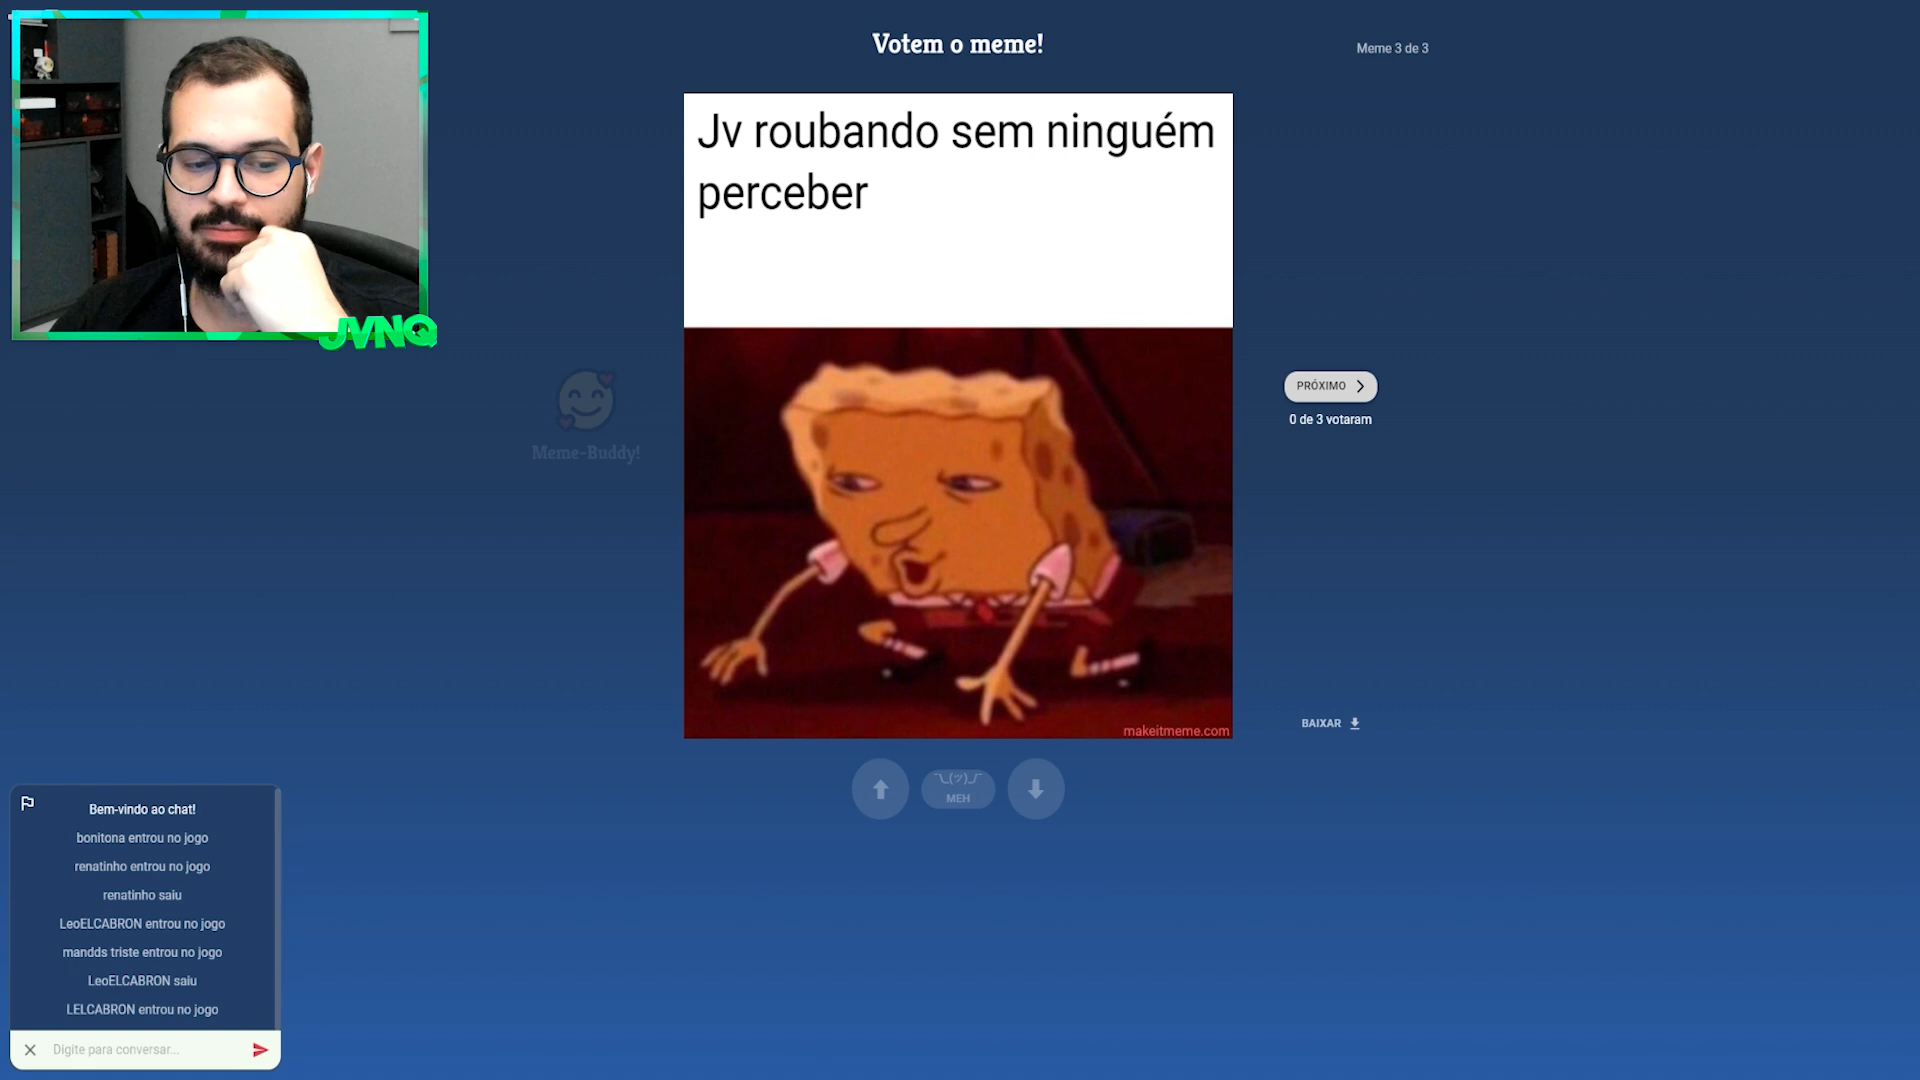 Votem o meme!
Meme 3 de 3
Jv roubando sem ninguém
perceber
JVNQ
Meme-Buddy!
PRÓXIMO
0 de 3 votaram
makeitmeme.com
BAIXAR
¯\_(ツ)_/¯
MEH
Bem-vindo ao chat!
bonitona entrou no jogo
renatinho entrou no jogo
renatinho saiu
LeoELCABRON entrou no jogo
mandds triste entrou no jogo
LeoELCABRON saiu
LELCABRON entrou no jogo
Digite para conversar...